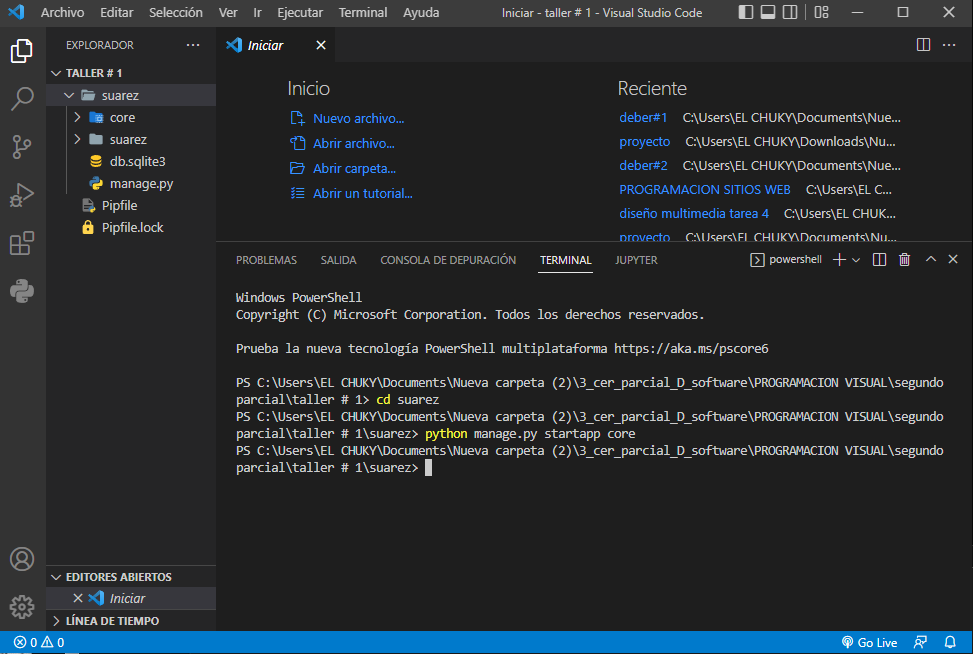 Archivo Editar Selección Ver Ir Ejecutar Terminal Ayuda Iniciar - taller # 1 - Visual Studio Code
EXPLORADOR ...
TALLER # 1
suarez
core
suarez
db.sqlite3
manage.py
Pipfile
Pipfile.lock
EDITORES ABIERTOS
Iniciar
LÍNEA DE TIEMPO
Iniciar
Inicio
Nuevo archivo...
Abrir archivo...
Abrir carpeta...
Abrir un tutorial...
Reciente
deber#1 C:\Users\EL CHUKY\Documents\Nue...
proyecto C:\Users\EL CHUKY\Downloads\Nu...
deber#2 C:\Users\EL CHUKY\Documents\Nue...
PROGRAMACION SITIOS WEB C:\Users\EL C...
diseño multimedia tarea 4 C:\Users\EL CHUK...
proyecto C:\Users\EL CHUKY\Documents\Nu...
PROBLEMAS SALIDA CONSOLA DE DEPURACIÓN TERMINAL JUPYTER powershell
Windows PowerShell
Copyright (C) Microsoft Corporation. Todos los derechos reservados.
Prueba la nueva tecnología PowerShell multiplataforma https://aka.ms/pscore6
PS C:\Users\EL CHUKY\Documents\Nueva carpeta (2)\3_cer_parcial_D_software\PROGRAMACION VISUAL\segundo
parcial\taller # 1> cd suarez
PS C:\Users\EL CHUKY\Documents\Nueva carpeta (2)\3_cer_parcial_D_software\PROGRAMACION VISUAL\segundo
parcial\taller # 1\suarez> python manage.py startapp core
PS C:\Users\EL CHUKY\Documents\Nueva carpeta (2)\3_cer_parcial_D_software\PROGRAMACION VISUAL\segundo
parcial\taller # 1\suarez>
0 0 Go Live